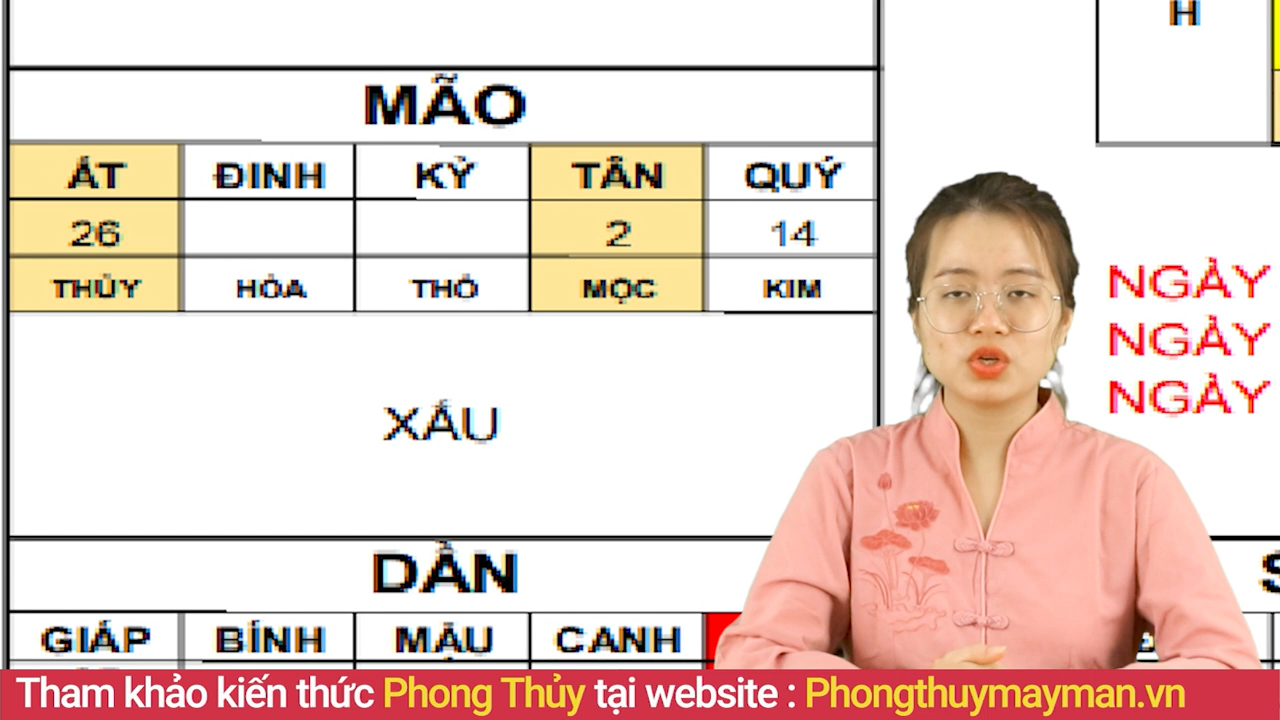 H
MÃO
ẤT ĐINH KỶ TÂN QUÝ
26 2 14
THỦY HỎA THỔ MỘC KIM
NGÀY
NGÀY
NGÀY
XẤU
DẦN
GIÁP BÍNH MẬU CANH
Tham khảo kiến thức Phong Thủy tại website : Phongthuymayman.vn